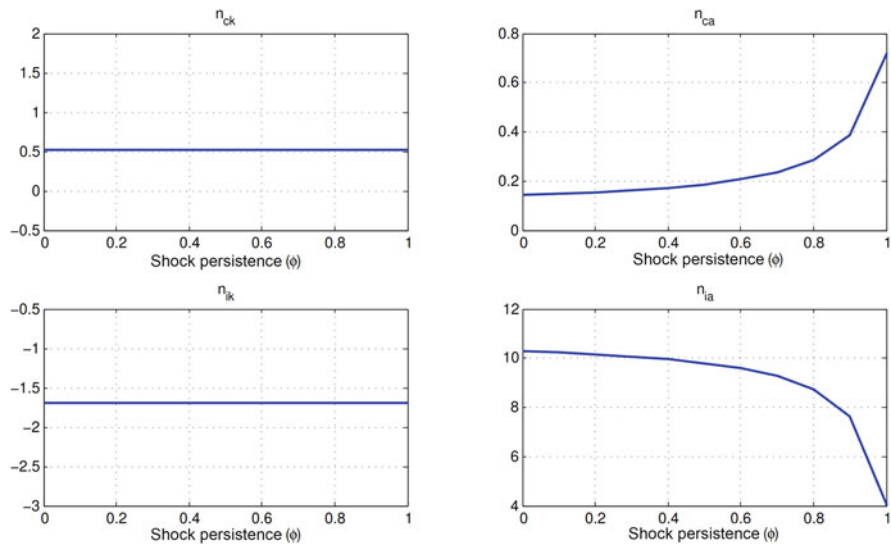 n_ck
2
1.5
1
0.5
0
−0.5
0 0.2 0.4 0.6 0.8 1
Shock persistence (ϕ)
n_ca
0.8
0.6
0.4
0.2
0
0 0.2 0.4 0.6 0.8 1
Shock persistence (ϕ)
n_ik
−0.5
−1
−1.5
−2
−2.5
−3
0 0.2 0.4 0.6 0.8 1
Shock persistence (ϕ)
n_ia
12
10
8
6
4
0 0.2 0.4 0.6 0.8 1
Shock persistence (ϕ)